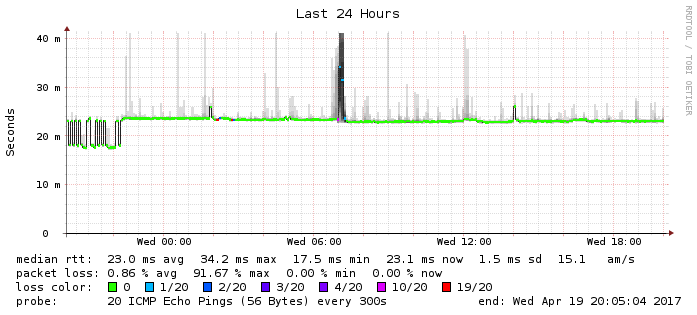 Last 24 Hours
RRDTOOL / TOBI OETIKER
Seconds
40 m
30 m
20 m
10 m
0
Wed 00:00 Wed 06:00 Wed 12:00 Wed 18:00
median rtt: 23.0 ms avg 34.2 ms max 17.5 ms min 23.1 ms now 1.5 ms sd 15.1 am/s
packet loss: 0.86 % avg 91.67 % max 0.00 % min 0.00 % now
loss color: 0 1/20 2/20 3/20 4/20 10/20 19/20
probe: 20 ICMP Echo Pings (56 Bytes) every 300s end: Wed Apr 19 20:05:04 2017